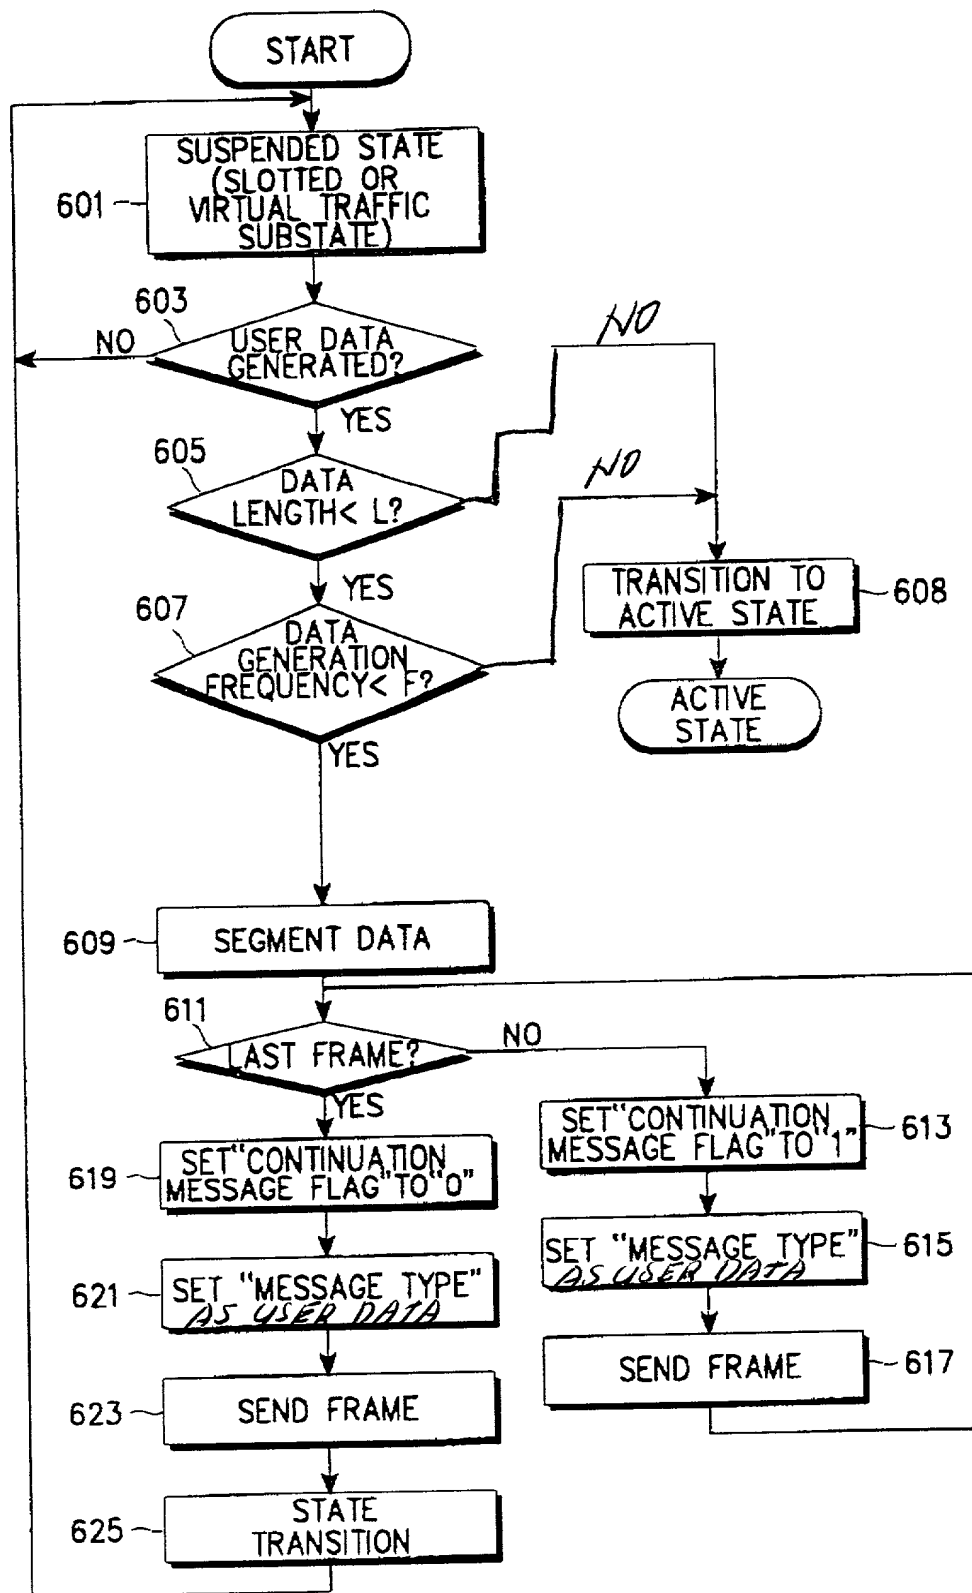 START
SUSPENDED STATE
(SLOTTED OR
VIRTUAL TRAFFIC
SUBSTATE)
601
603
NO
USER DATA
GENERATED?
YES
NO
605
DATA
LENGTH< L?
NO
YES
607
DATA
GENERATION
FREQUENCY< F?
YES
TRANSITION TO
ACTIVE STATE
608
ACTIVE
STATE
609
SEGMENT DATA
611
LAST FRAME?
NO
YES
SET"CONTINUATION
MESSAGE FLAG"TO"1"
613
619
SET"CONTINUATION
MESSAGE FLAG"TO"0"
SET "MESSAGE TYPE"
AS USER DATA
615
621
SET "MESSAGE TYPE"
AS USER DATA
SEND FRAME
617
623
SEND FRAME
625
STATE
TRANSITION